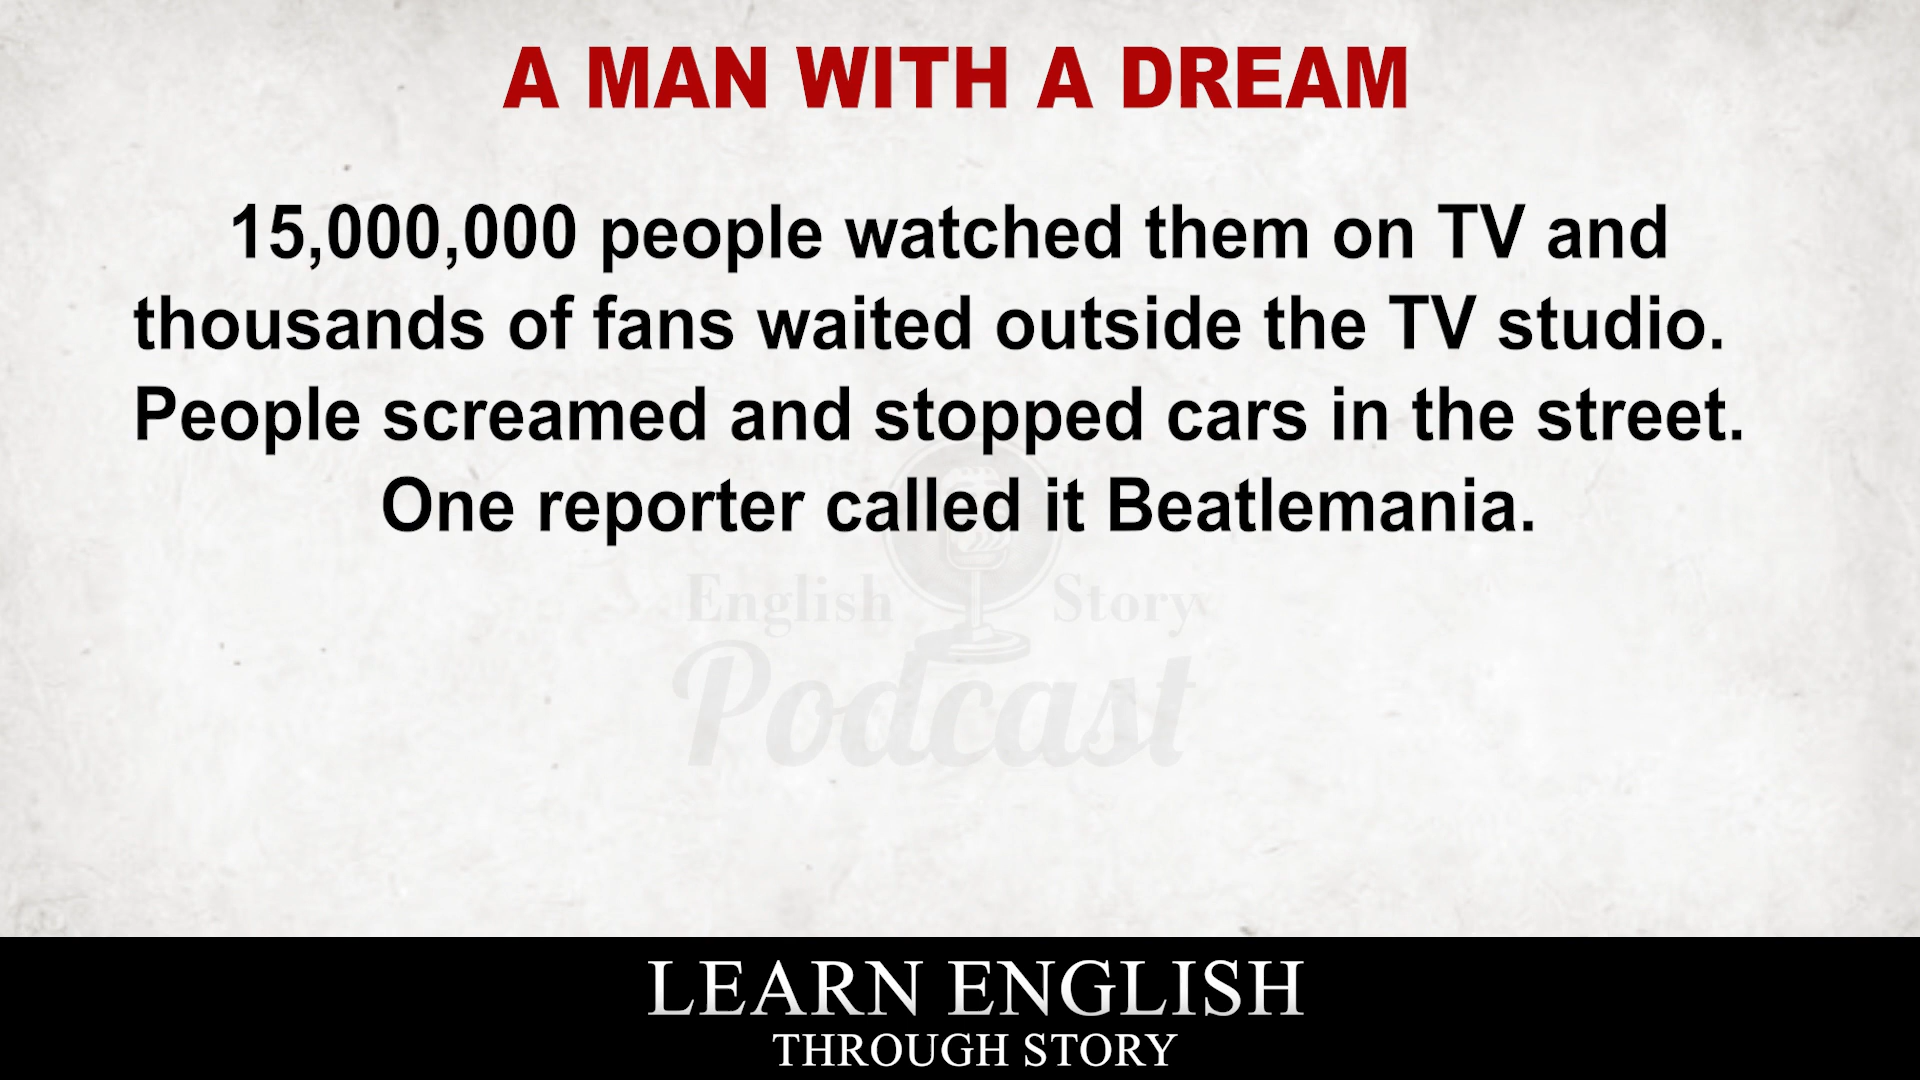 A MAN WITH A DREAM
15,000,000 people watched them on TV and
thousands of fans waited outside the TV studio.
People screamed and stopped cars in the street.
One reporter called it Beatlemania.
English Story
Podcast
LEARN ENGLISH
THROUGH STORY